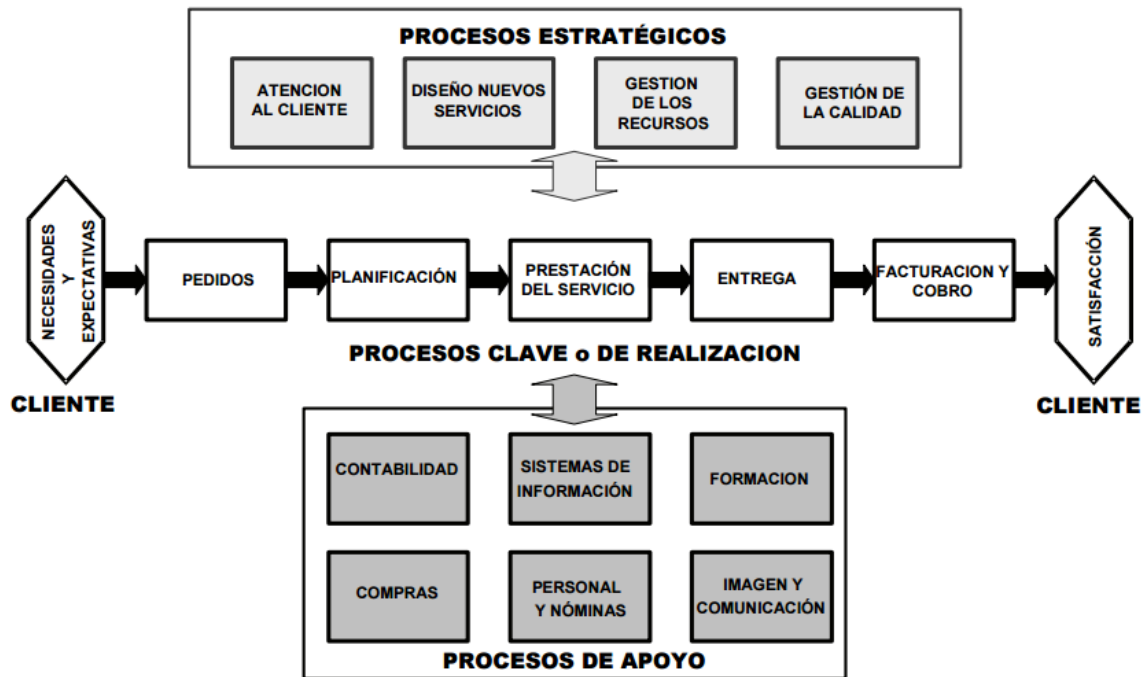 PROCESOS ESTRATÉGICOS
ATENCION
AL CLIENTE
DISEÑO NUEVOS
SERVICIOS
GESTION
DE LOS
RECURSOS
GESTIÓN DE
LA CALIDAD
NECESIDADES
Y
EXPECTATIVAS
CLIENTE
PEDIDOS
PLANIFICACIÓN
PRESTACIÓN
DEL SERVICIO
ENTREGA
FACTURACION Y
COBRO
SATISFACCIÓN
CLIENTE
PROCESOS CLAVE o DE REALIZACION
CONTABILIDAD
SISTEMAS DE
INFORMACIÓN
FORMACION
COMPRAS
PERSONAL
Y NÓMINAS
IMAGEN Y
COMUNICACIÓN
PROCESOS DE APOYO